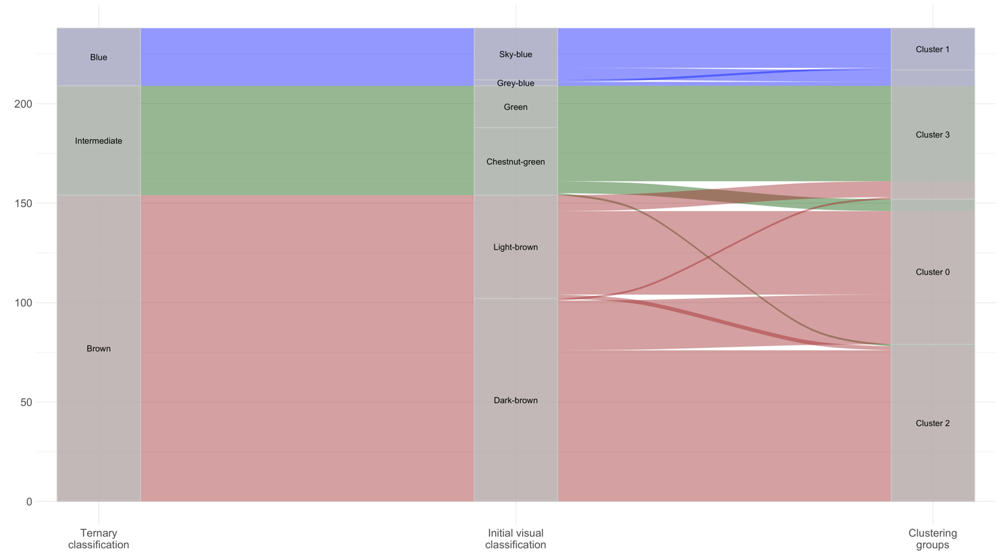 Blue
Sky-blue
Cluster 1
Grey-blue
200
Green
Intermediate
Cluster 3
Chestnut-green
150
Light-brown
Cluster 0
100
Brown
50
Dark-brown
Cluster 2
0
Ternary
classification
Initial visual
classification
Clustering
groups